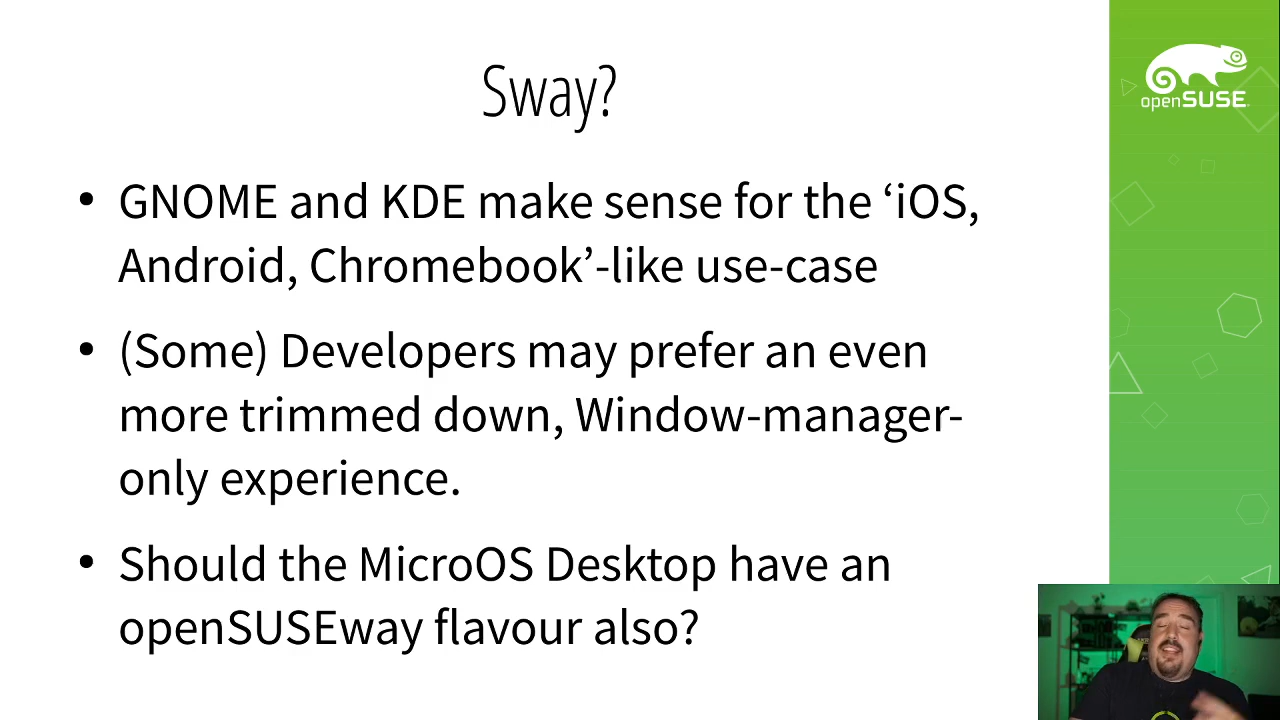 Sway?
openSUSE
• GNOME and KDE make sense for the ‘iOS,
Android, Chromebook’-like use-case
• (Some) Developers may prefer an even
more trimmed down, Window-manager-
only experience.
• Should the MicroOS Desktop have an
openSUSEway flavour also?